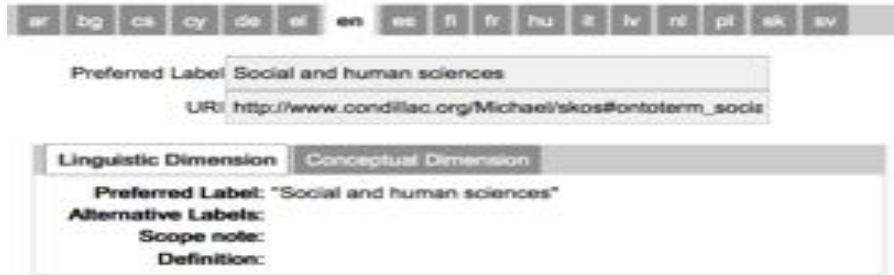 ar bg cs cy de el en es fi fr hu it lv nl pl sk sv
Preferred Label Social and human sciences
URI http://www.condillac.org/Michael/skos#ontoterm_socia
Linguistic Dimension Conceptual Dimension
Preferred Label: "Social and human sciences"
Alternative Labels:
Scope note:
Definition: